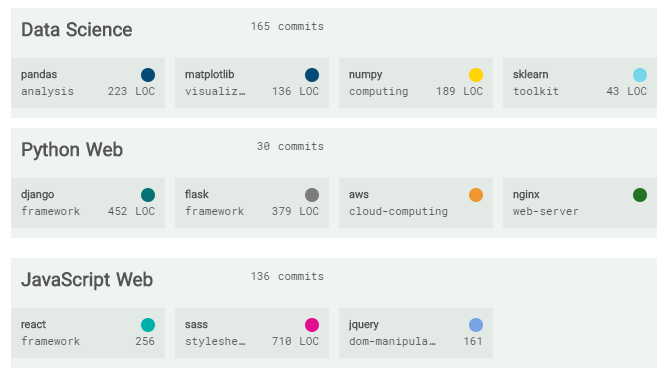 Data Science 165 commits
pandas matplotlib numpy sklearn
analysis 223 LOC visualiz… 136 LOC computing 189 LOC toolkit 43 LOC
Python Web 30 commits
django flask aws nginx
framework 452 LOC framework 379 LOC cloud-computing web-server
JavaScript Web 136 commits
react sass jquery
framework 256 styleshe… 710 LOC dom-manipula… 161